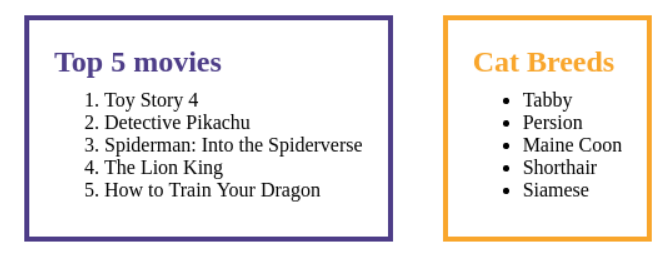 Top 5 movies
1. Toy Story 4
2. Detective Pikachu
3. Spiderman: Into the Spiderverse
4. The Lion King
5. How to Train Your Dragon
Cat Breeds
• Tabby
• Persion
• Maine Coon
• Shorthair
• Siamese